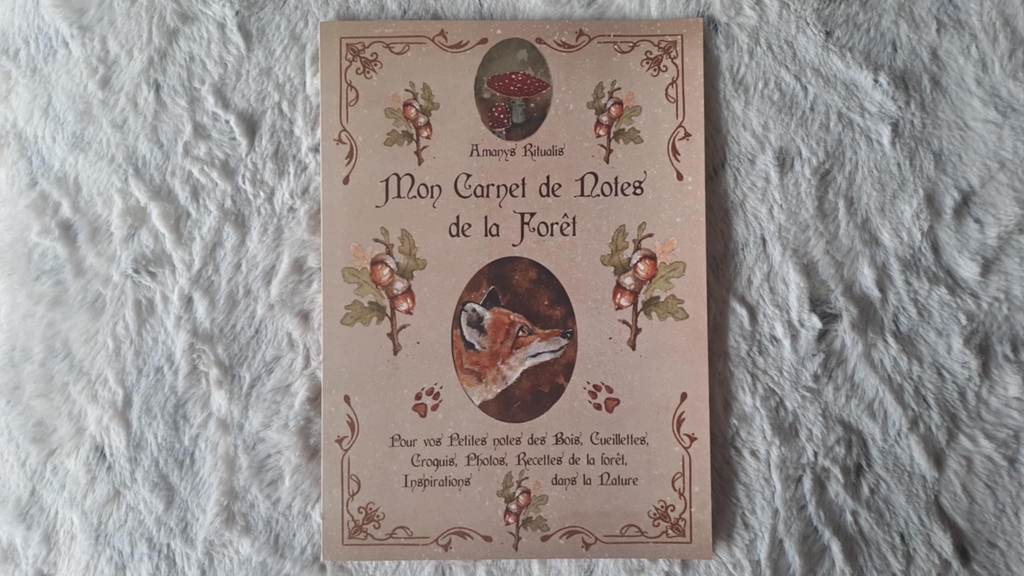 Amanys Ritualis
Mon Carnet de Notes
de la Forêt
Pour vos Petites notes des Bois, Cueillettes,
Croquis, Photos, Recettes de la forêt,
Inspirations dans la Nature